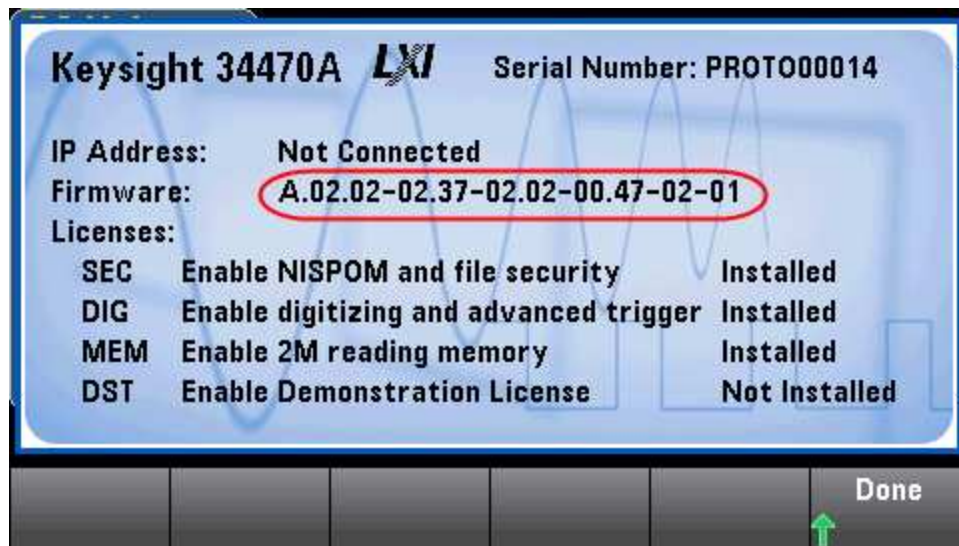 Keysight 34470A LXI Serial Number: PROTO00014
IP Address: Not Connected
Firmware: A.02.02-02.37-02.02-00.47-02-01
Licenses:
SEC Enable NISPOM and file security Installed
DIG Enable digitizing and advanced trigger Installed
MEM Enable 2M reading memory Installed
DST Enable Demonstration License Not Installed
Done